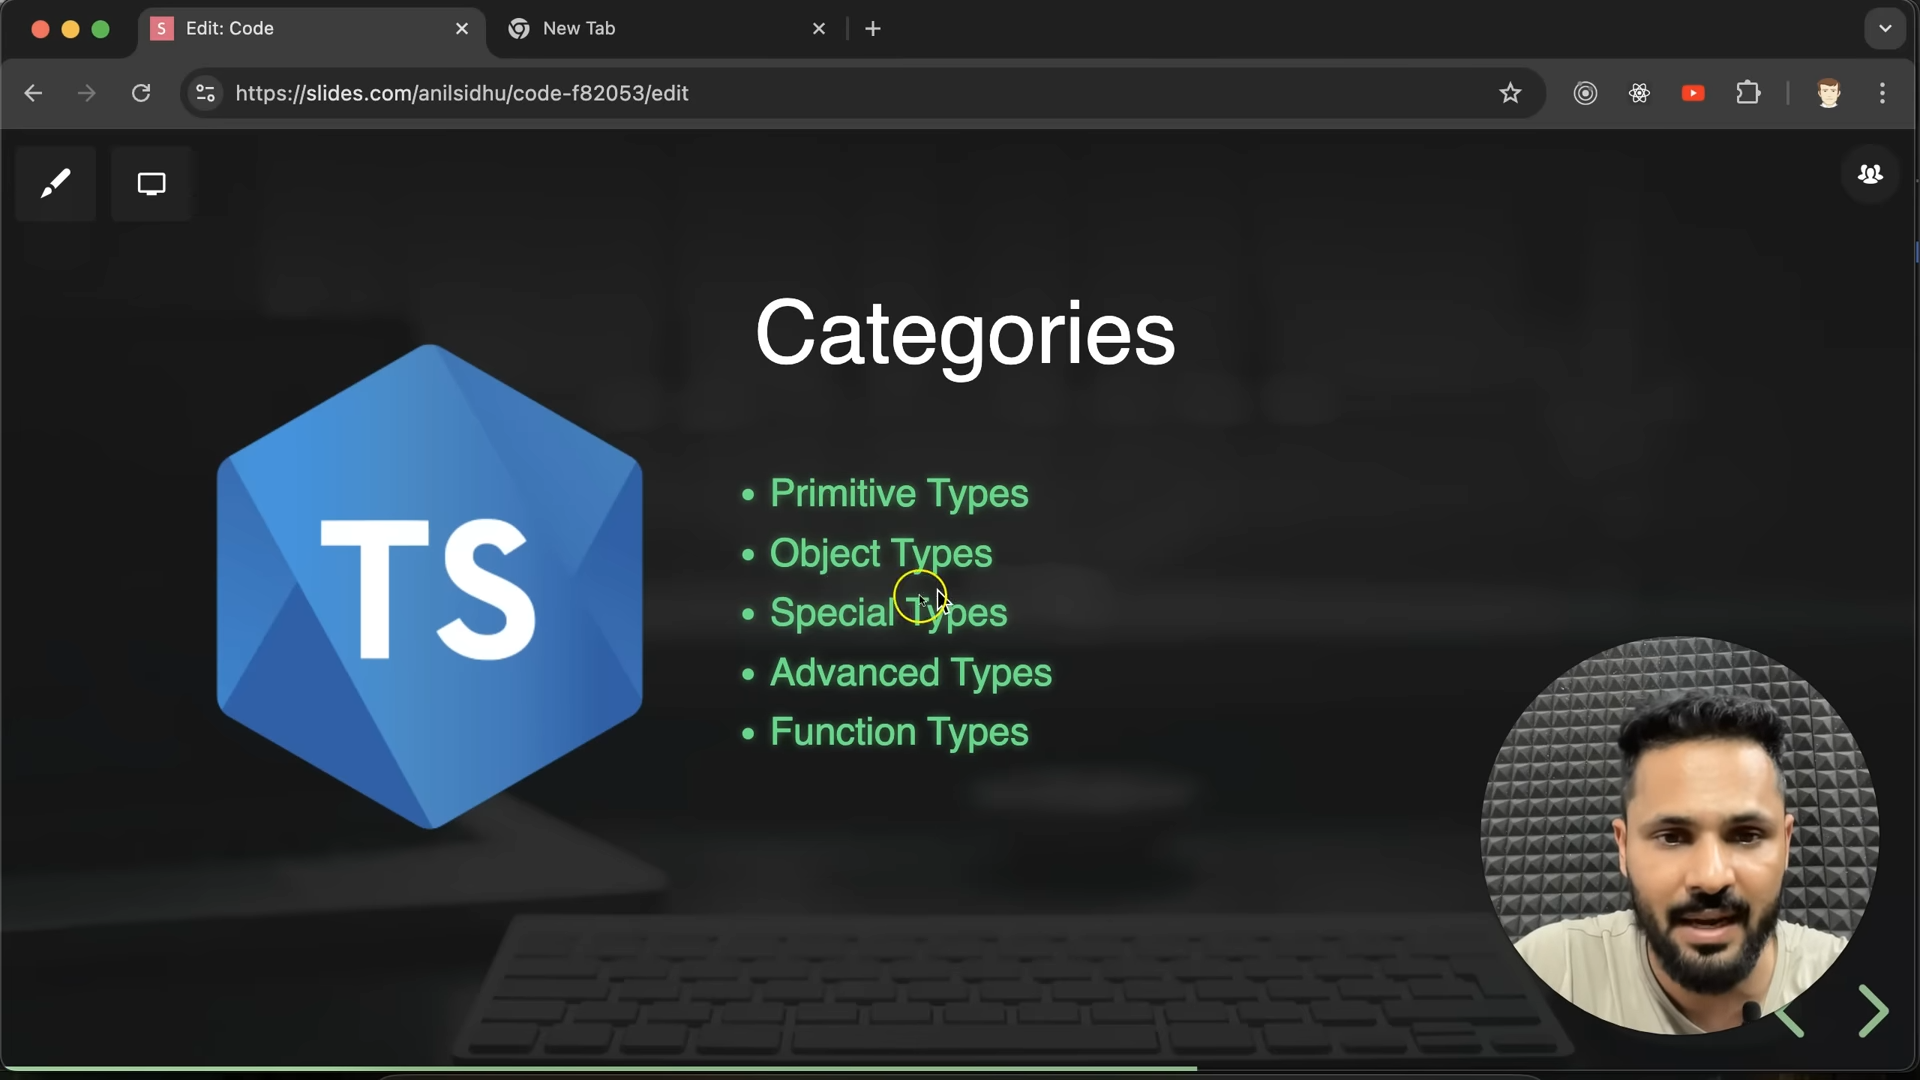 S Edit: Code
New Tab
https://slides.com/anilsidhu/code-f82053/edit
Categories
TS
• Primitive Types
• Object Types
• Special Types
• Advanced Types
• Function Types